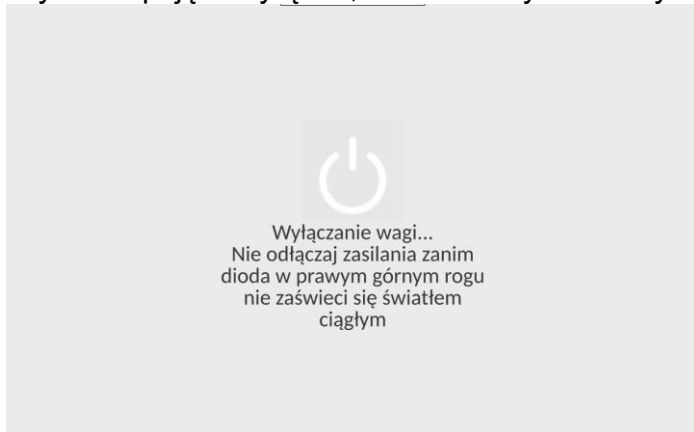 Wyłączanie wagi...
Nie odłączaj zasilania zanim
dioda w prawym górnym rogu
nie zaświeci się światłem
ciągłym